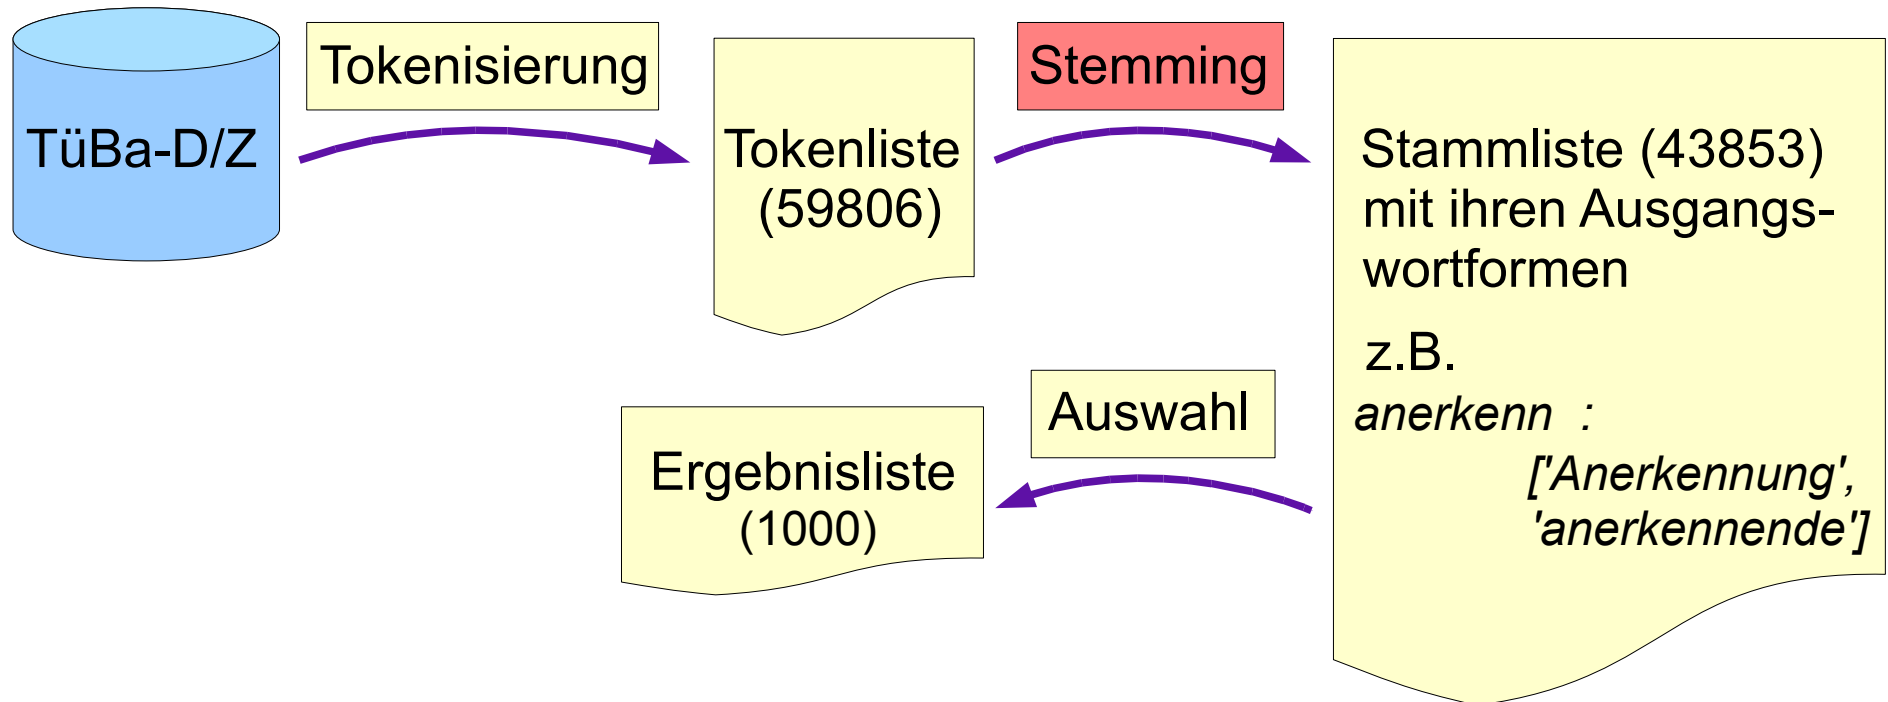 TüBa-D/Z
Tokenisierung
Tokenliste
(59806)
Stemming
Stammliste (43853)
mit ihren Ausgangs-
wortformen
z.B.
anerkenn :
['Anerkennung',
'anerkennende']
Auswahl
Ergebnisliste
(1000)